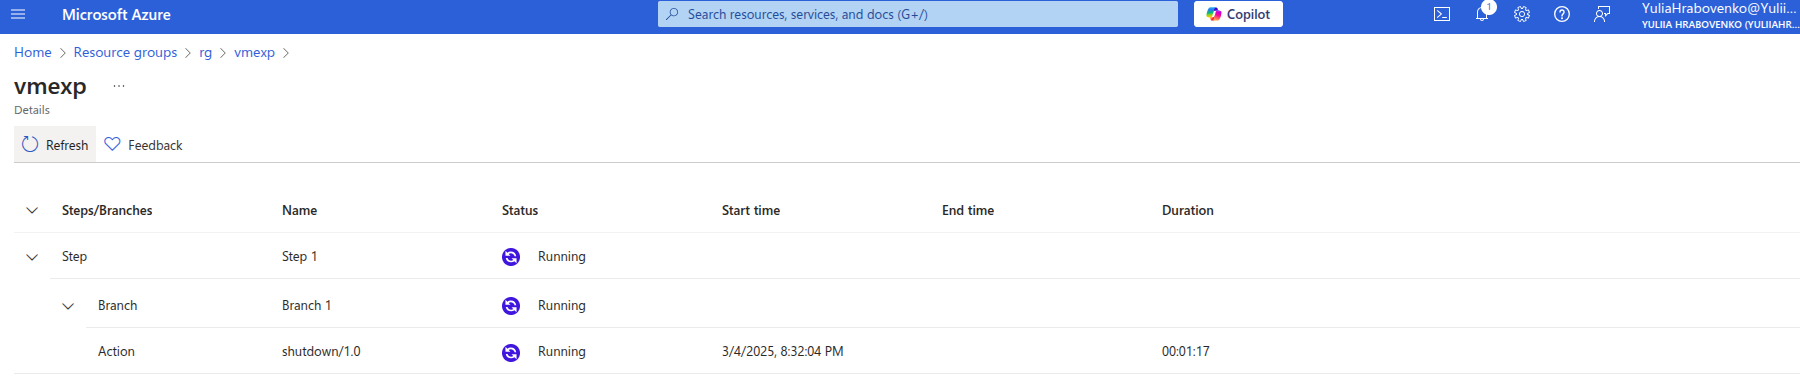 Microsoft Azure
Search resources, services, and docs (G+/)
Copilot
1
YuliaHrabovenko@Yulii...
YULIIA HRABOVENKO (YULIIAHR...
Home > Resource groups > rg > vmexp >
vmexp ...
Details
Refresh Feedback
Steps/Branches Name Status Start time End time Duration
Step Step 1 Running
Branch Branch 1 Running
Action shutdown/1.0 Running 3/4/2025, 8:32:04 PM 00:01:17